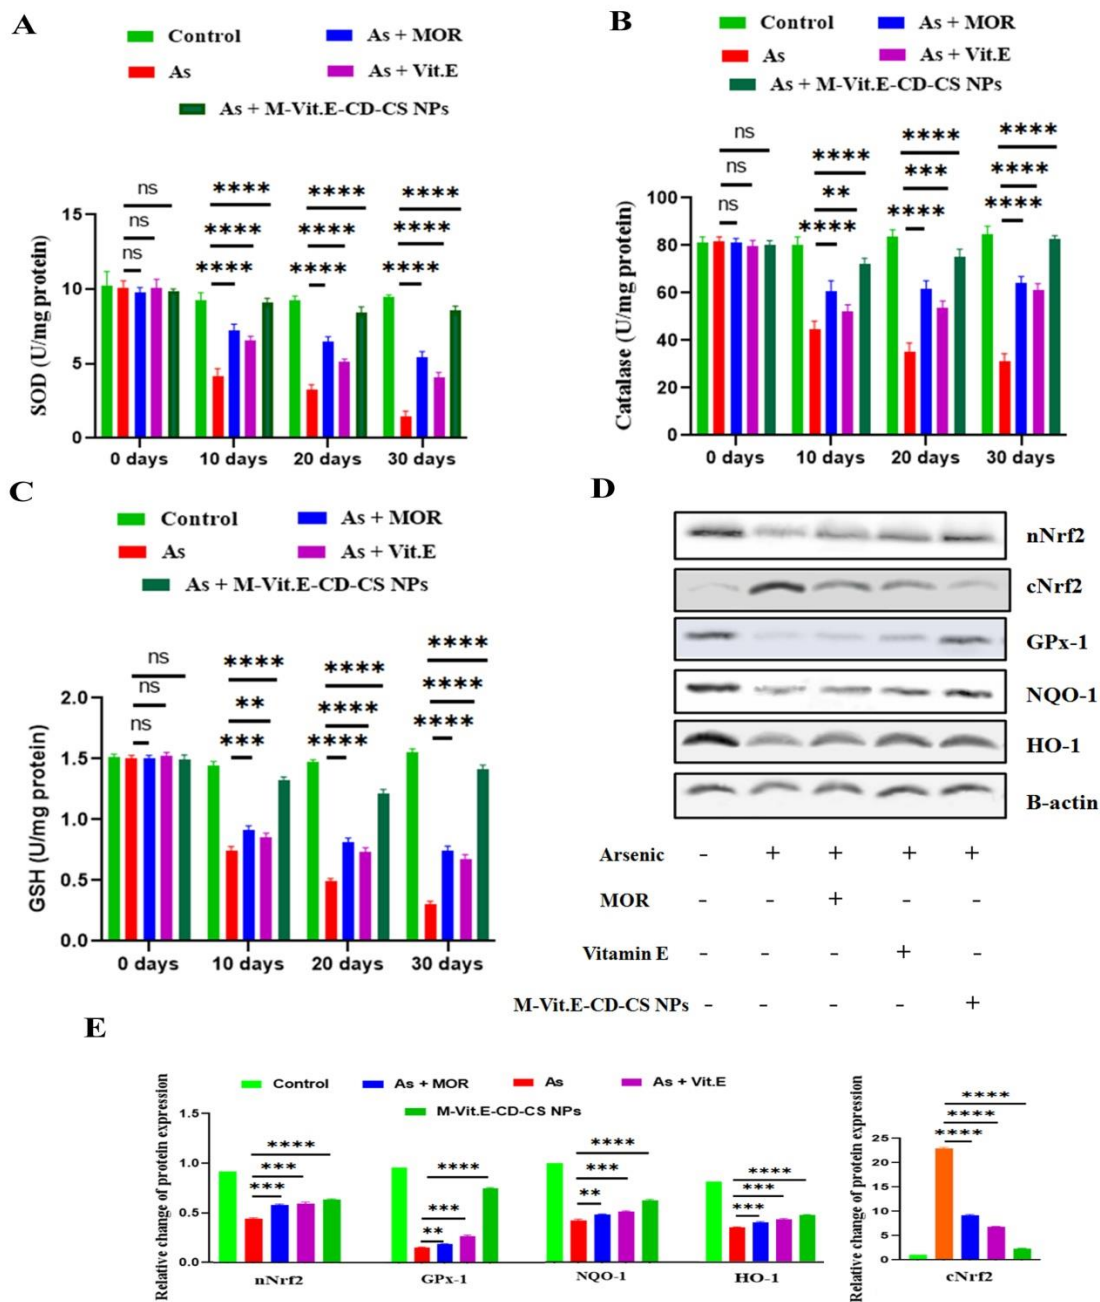 A
Control
As + MOR
As
As + Vit.E
As + M-Vit.E-CD-CS NPs
SOD (U/mg protein)
15
10
5
0
ns
ns
ns
****
****
****
****
****
****
****
****
****
0 days
10 days
20 days
30 days
B
Control
As + MOR
As
As + Vit.E
As + M-Vit.E-CD-CS NPs
Catalase (U/mg protein)
100
80
60
40
20
0
ns
ns
ns
****
**
****
****
***
****
****
****
****
0 days
10 days
20 days
30 days
C
Control
As + MOR
As
As + Vit.E
As + M-Vit.E-CD-CS NPs
GSH (U/mg protein)
2.0
1.5
1.0
0.5
0.0
ns
ns
ns
****
**
***
****
****
****
****
****
****
0 days
10 days
20 days
30 days
D
nNrf2
cNrf2
GPx-1
NQO-1
HO-1
B-actin
Arsenic - + + + +
MOR - - + - -
Vitamin E - - - + -
M-Vit.E-CD-CS NPs - - - - +
E
Control
As + MOR
As
As + Vit.E
M-Vit.E-CD-CS NPs
Relative change of protein expression
1.5
1.0
0.5
0.0
****
***
***
****
***
**
****
***
**
****
***
***
nNrf2
GPx-1
NQO-1
HO-1
Relative change of protein expression
25
20
15
10
5
0
****
****
****
cNrf2